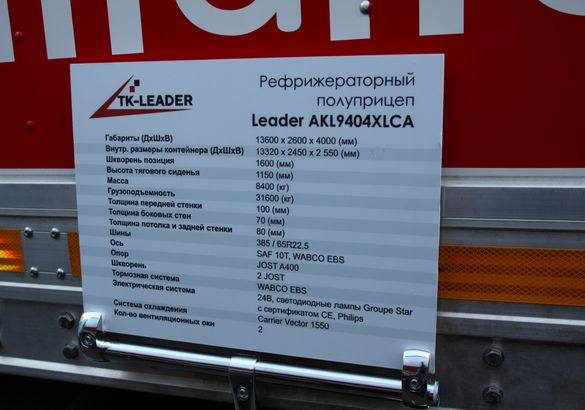 TK-LEADER
Рефрижераторный
полуприцеп
Leader AKL9404XLCA
Габариты (ДхШхВ) 13600 x 2600 x 4000 (мм)
Внутр. размеры контейнера (ДхШхВ) 13320 x 2450 x 2 550 (мм)
Шкворень позиция 1600 (мм)
Высота тягового сиденья 1150 (мм)
Масса 8400 (кг)
Грузоподъемность 31600 (кг)
Толщина передней стенки 100 (мм)
Толщина боковых стен 70 (мм)
Толщина потолка и задней стенки 80 (мм)
Шины 385 / 65R22.5
Ось SAF 10T, WABCO EBS
Опор JOST A400
Шкворень 2 JOST
Тормозная система WABCO EBS
Электрическая система 24В, светодиодные лампы Groupe Star
с сертификатом CE, Philips
Система охлаждения Carrier Vector 1550
Кол-во вентиляционных окн 2